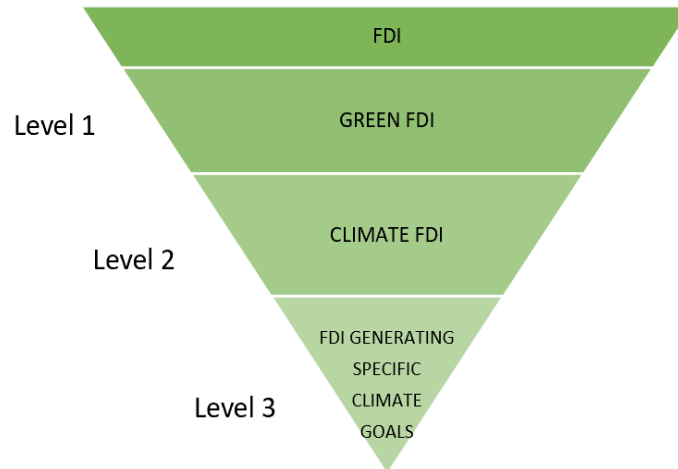 FDI
Level 1
GREEN FDI
Level 2
CLIMATE FDI
Level 3
FDI GENERATING
SPECIFIC
CLIMATE
GOALS